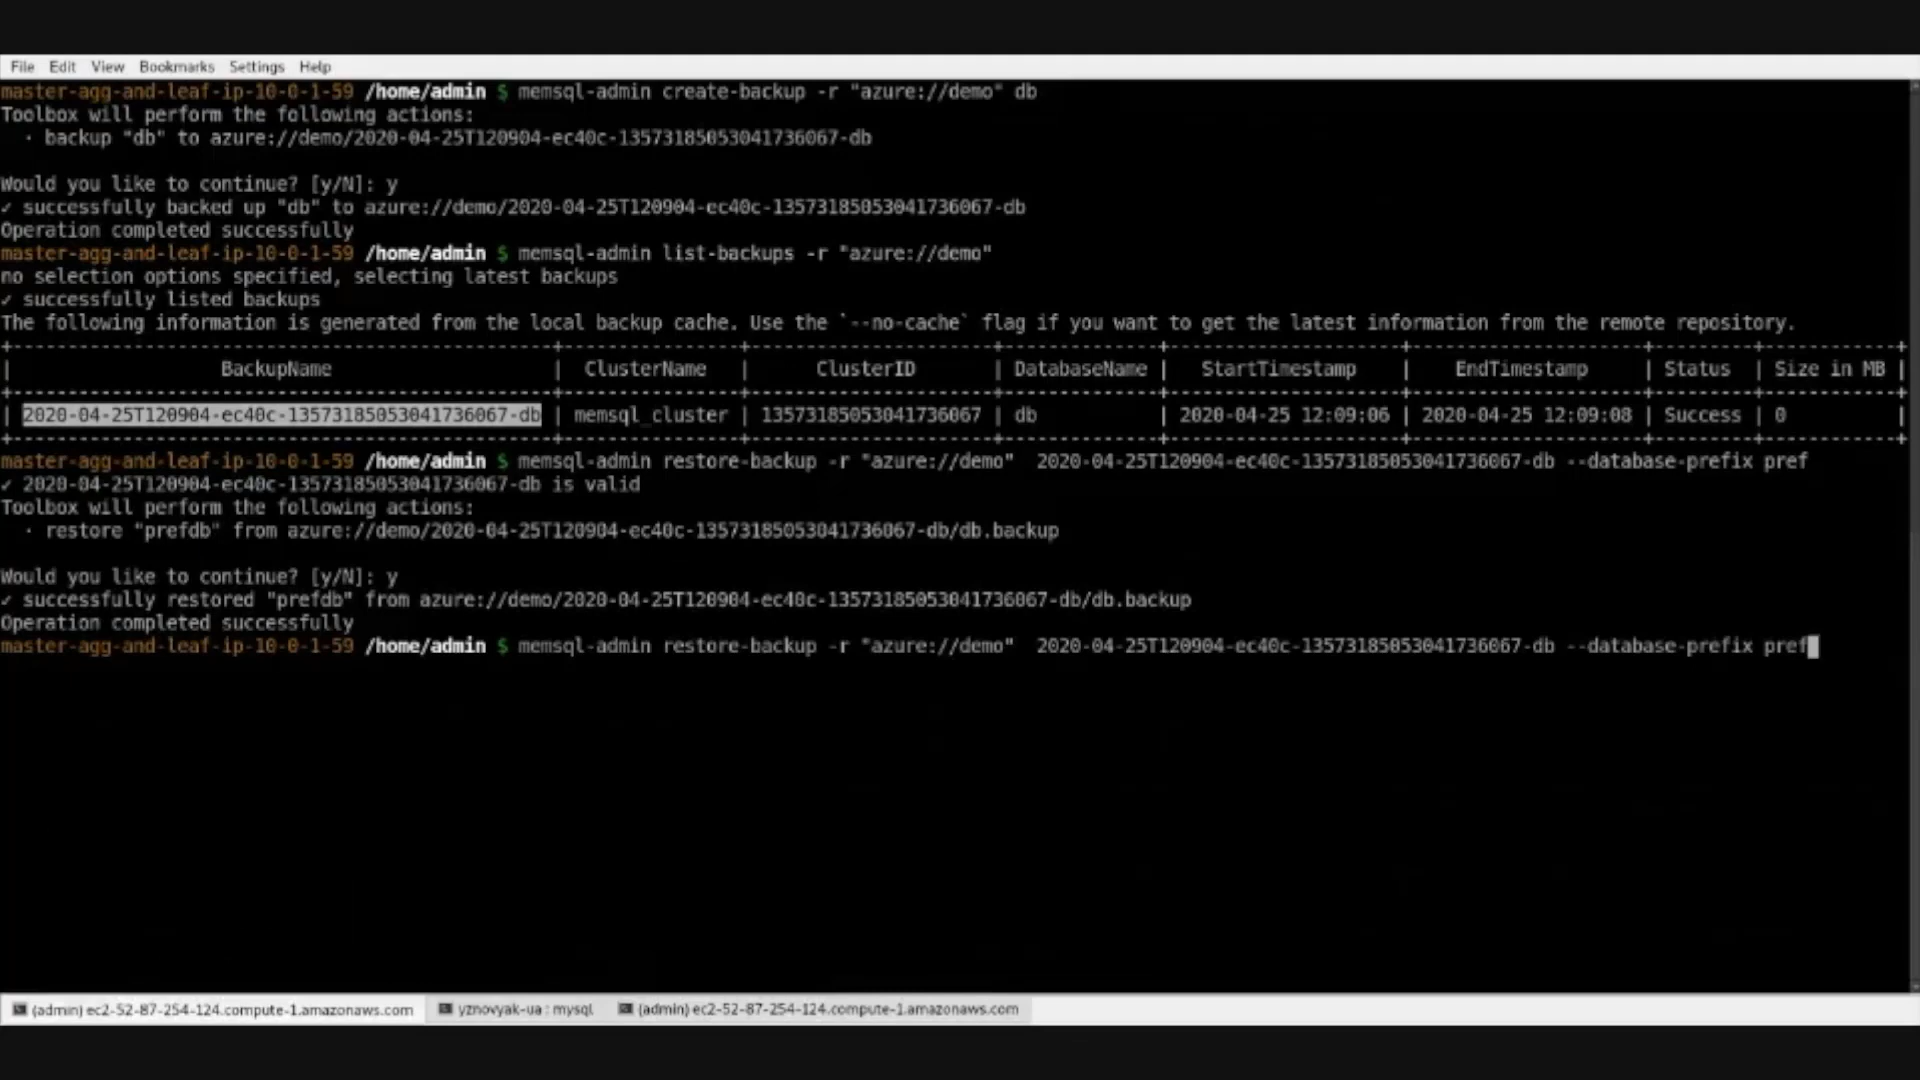 File Edit View Bookmarks Settings Help
master-agg-and-leaf-ip-10-0-1-59 /home/admin $ memsql-admin create-backup -r "azure://demo" db
Toolbox will perform the following actions:
· backup "db" to azure://demo/2020-04-25T120904-ec40c-13573185053041736067-db
Would you like to continue? [y/N]: y
✓ successfully backed up "db" to azure://demo/2020-04-25T120904-ec40c-13573185053041736067-db
Operation completed successfully
master-agg-and-leaf-ip-10-0-1-59 /home/admin $ memsql-admin list-backups -r "azure://demo"
no selection options specified, selecting latest backups
✓ successfully listed backups
The following information is generated from the local backup cache. Use the `--no-cache` flag if you want to get the latest information from the remote repository.
| BackupName | ClusterName | ClusterID | DatabaseName | StartTimestamp | EndTimestamp | Status | Size in MB |
| 2020-04-25T120904-ec40c-13573185053041736067-db | memsql_cluster | 13573185053041736067 | db | 2020-04-25 12:09:06 | 2020-04-25 12:09:08 | Success | 0 |
master-agg-and-leaf-ip-10-0-1-59 /home/admin $ memsql-admin restore-backup -r "azure://demo" 2020-04-25T120904-ec40c-13573185053041736067-db --database-prefix pref
✓ 2020-04-25T120904-ec40c-13573185053041736067-db is valid
Toolbox will perform the following actions:
· restore "prefdb" from azure://demo/2020-04-25T120904-ec40c-13573185053041736067-db/db.backup
Would you like to continue? [y/N]: y
✓ successfully restored "prefdb" from azure://demo/2020-04-25T120904-ec40c-13573185053041736067-db/db.backup
Operation completed successfully
master-agg-and-leaf-ip-10-0-1-59 /home/admin $ memsql-admin restore-backup -r "azure://demo" 2020-04-25T120904-ec40c-13573185053041736067-db --database-prefix pref
(admin) ec2-52-87-254-124.compute-1.amazonaws.com yznovyak-ua : mysql (admin) ec2-52-87-254-124.compute-1.amazonaws.com